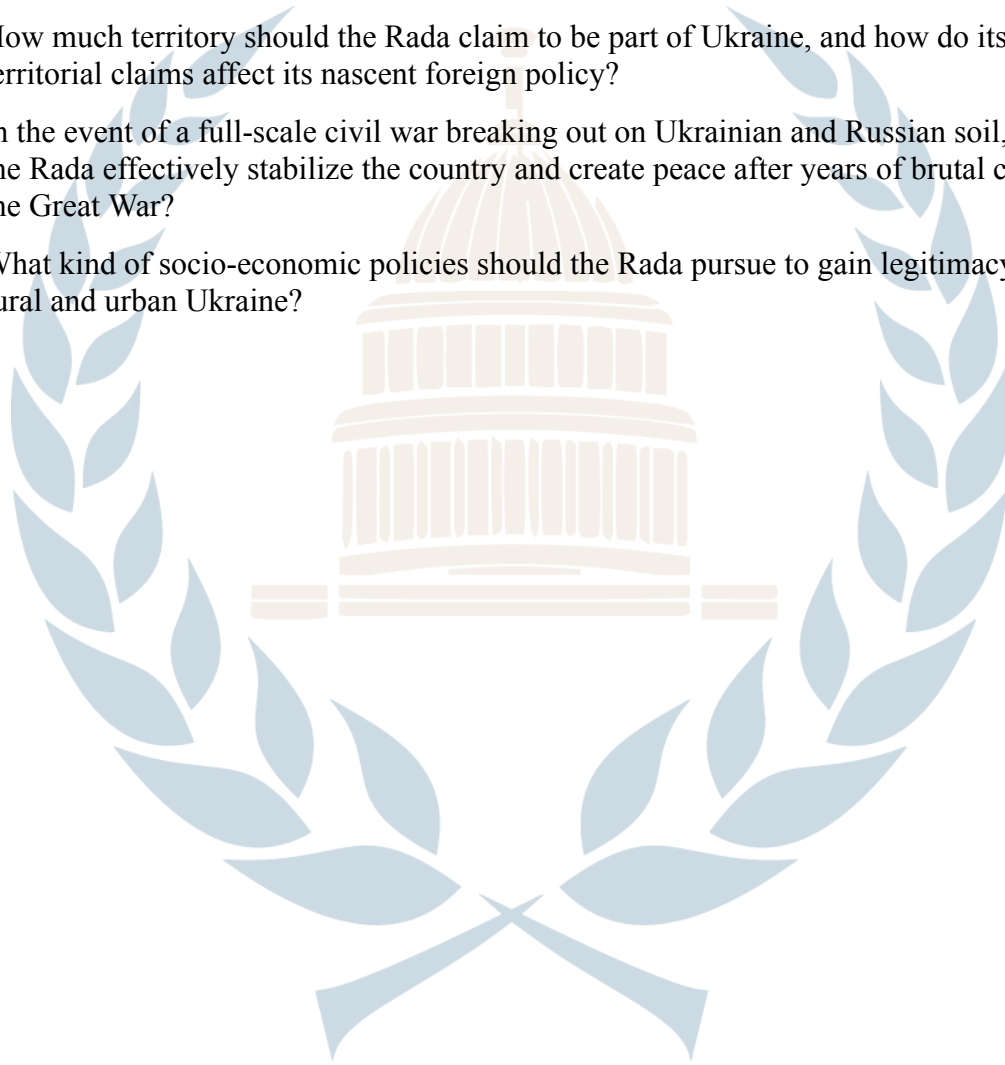 How much territory should the Rada claim to be part of Ukraine, and how do its
territorial claims affect its nascent foreign policy?
In the event of a full-scale civil war breaking out on Ukrainian and Russian soil,
the Rada effectively stabilize the country and create peace after years of brutal
the Great War?
What kind of socio-economic policies should the Rada pursue to gain legitimacy
rural and urban Ukraine?